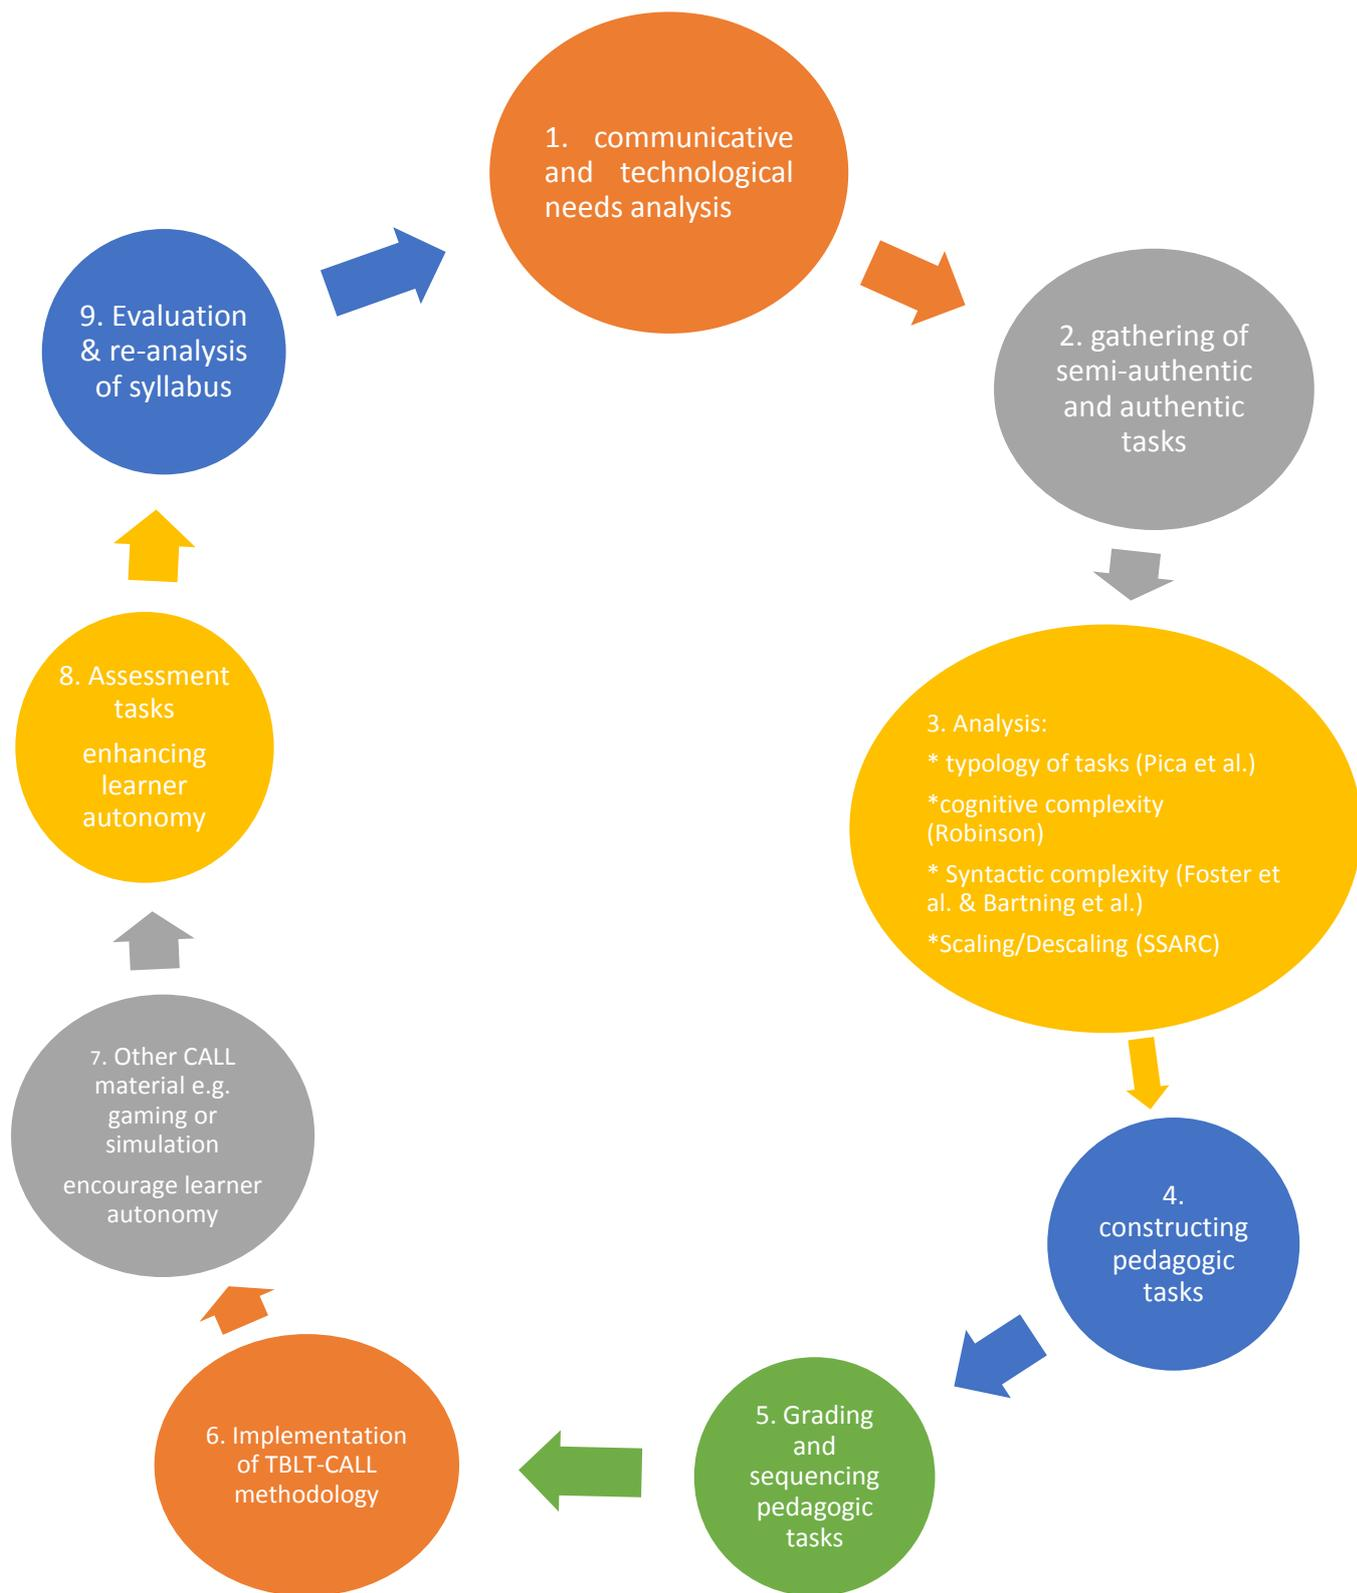 1. communicative
and technological
needs analysis
2. gathering of
semi-authentic
and authentic
tasks
3. Analysis:
* typology of tasks (Pica et al.)
*cognitive complexity
(Robinson)
* Syntactic complexity (Foster et
al. & Bartning et al.)
*Scaling/Descaling (SSARC)
4.
constructing
pedagogic
tasks
5. Grading
and
sequencing
pedagogic
tasks
6. Implementation
of TBLT-CALL
methodology
7. Other CALL
material e.g.
gaming or
simulation
encourage learner
autonomy
8. Assessment
tasks
enhancing
learner
autonomy
9. Evaluation
& re-analysis
of syllabus